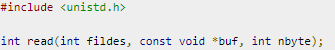 #include <unistd.h>
int read(int fildes, const void *buf, int nbyte);